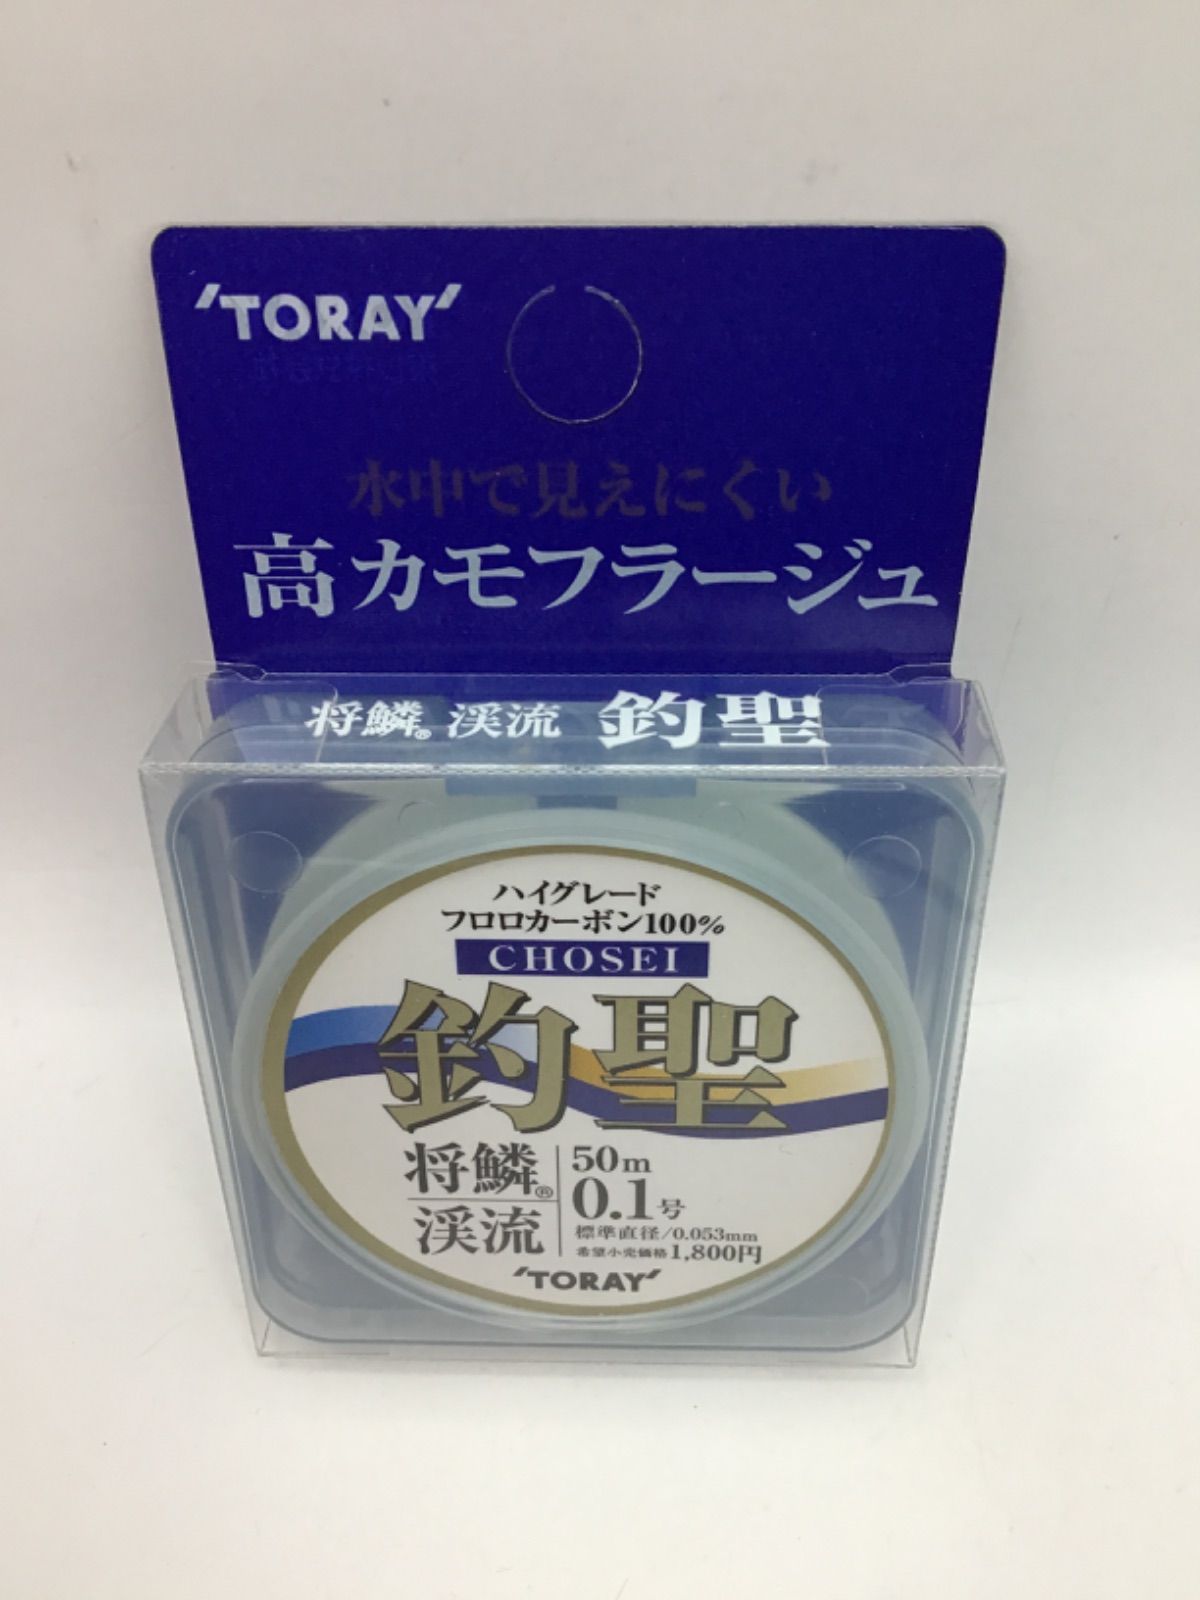 'TORAY'
水中で見えにくい
高カモフラージュ
将鱗® 渓流 釣聖
ハイグレード
フロロカーボン100%
CHOSEI
釣聖
将鱗®
渓流
50m
0.1号
標準直径/0.053mm
希望小売価格1,800円
'TORAY'